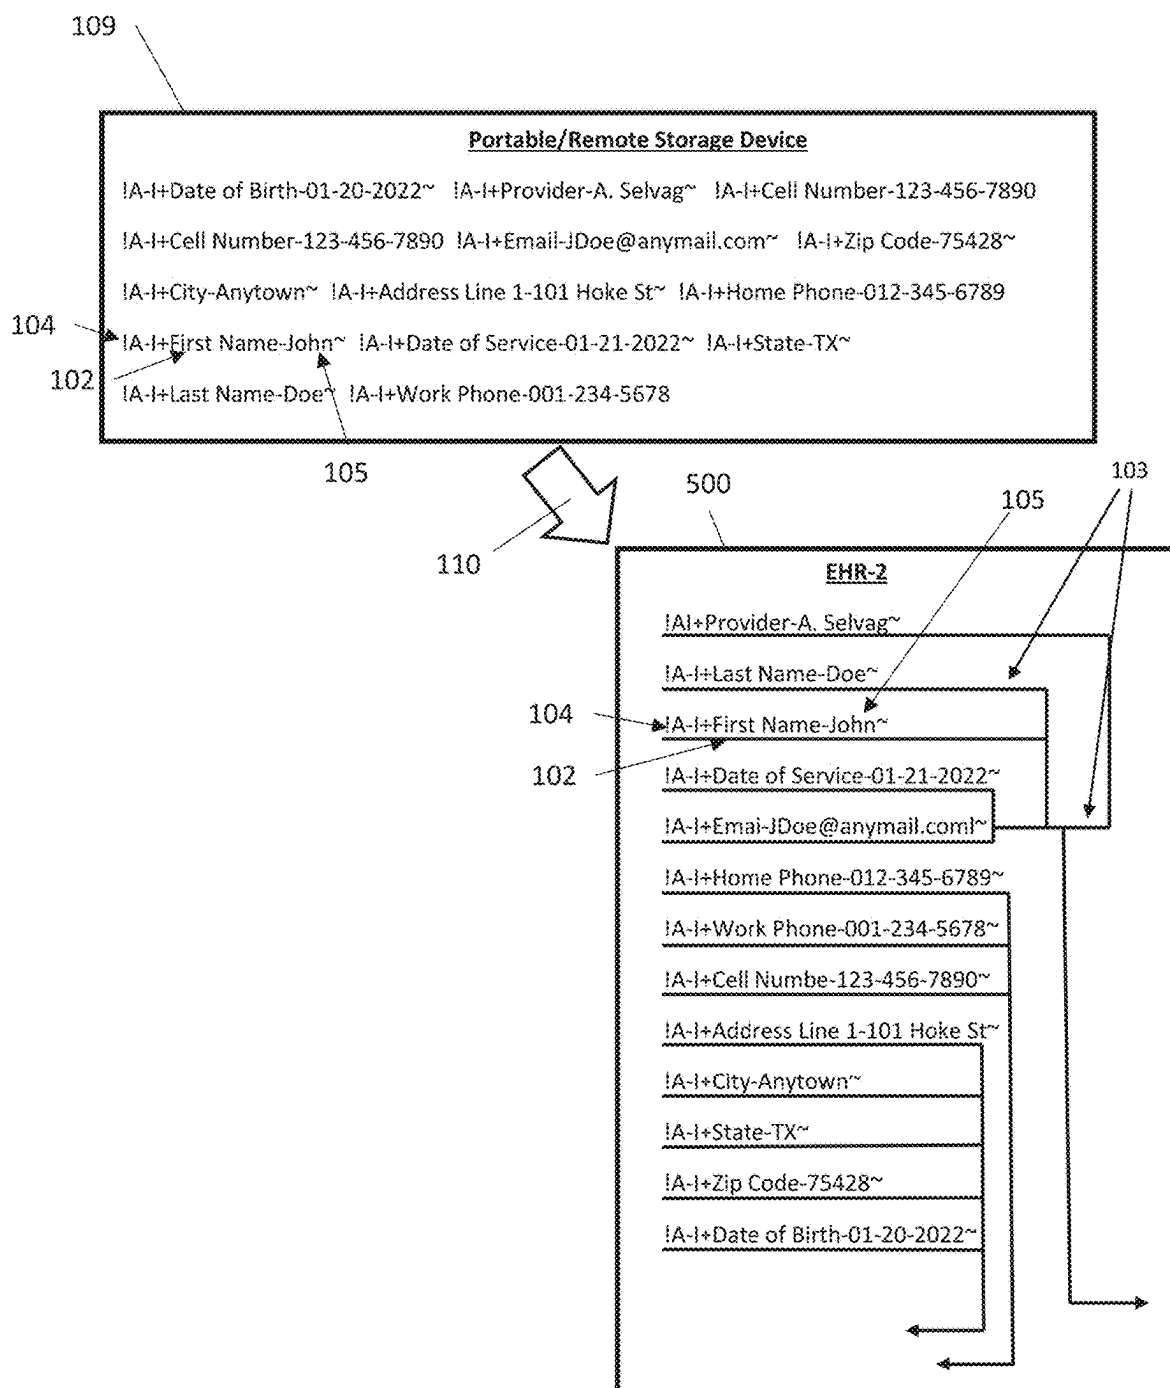 109
Portable/Remote Storage Device
!A-I+Date of Birth-01-20-2022~ !A-I+Provider-A. Selvag~ !A-I+Cell Number-123-456-7890
!A-I+Cell Number-123-456-7890 !A-I+Email-JDoe@anymail.com~ !A-I+Zip Code-75428~
!A-I+City-Anytown~ !A-I+Address Line 1-101 Hoke St~ !A-I+Home Phone-012-345-6789
104
!A-I+First Name-John~ !A-I+Date of Service-01-21-2022~ !A-I+State-TX~
102
!A-I+Last Name-Doe~ !A-I+Work Phone-001-234-5678
105
110
500
105
103
EHR-2
!AI+Provider-A. Selvag~
!A-I+Last Name-Doe~
104
!A-I+First Name-John~
102
!A-I+Date of Service-01-21-2022~
!A-I+Emai-JDoe@anymail.coml~
!A-I+Home Phone-012-345-6789~
!A-I+Work Phone-001-234-5678~
!A-I+Cell Numbe-123-456-7890~
!A-I+Address Line 1-101 Hoke St~
!A-I+City-Anytown~
!A-I+State-TX~
!A-I+Zip Code-75428~
!A-I+Date of Birth-01-20-2022~